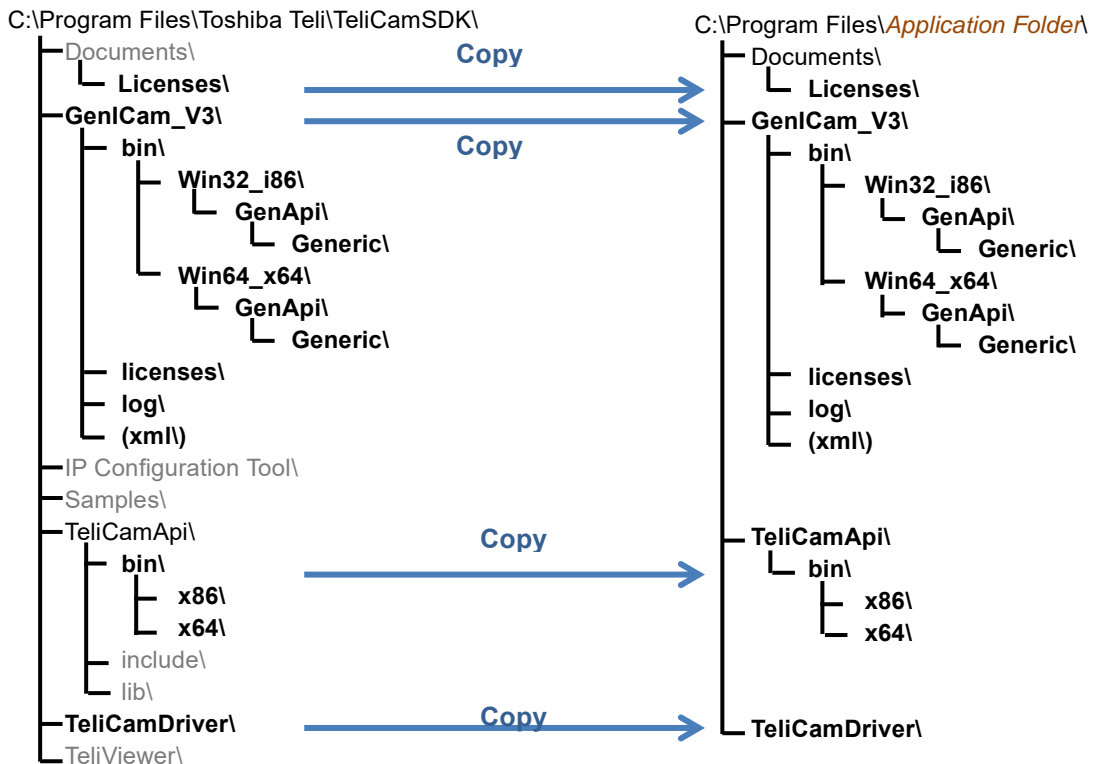 C:\Program Files\Toshiba Teli\TeliCamSDK\
Documents\
Licenses\
GenICam_V3\
bin\
Win32_i86\
GenApi\
Generic\
Win64_x64\
GenApi\
Generic\
licenses\
log\
(xml\)
IP Configuration Tool\
Samples\
TeliCamApi\
bin\
x86\
x64\
include\
lib\
TeliCamDriver\
TeliViewer\
Copy
Copy
Copy
Copy
C:\Program Files\Application Folder\
Documents\
Licenses\
GenICam_V3\
bin\
Win32_i86\
GenApi\
Generic\
Win64_x64\
GenApi\
Generic\
licenses\
log\
(xml\)
TeliCamApi\
bin\
x86\
x64\
TeliCamDriver\